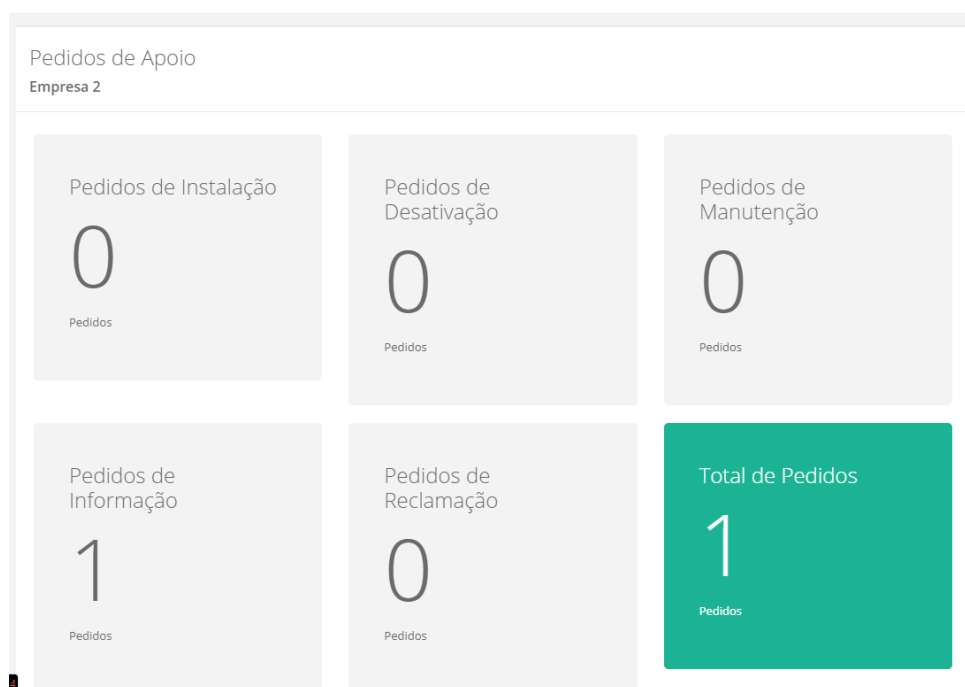 Pedidos de Apoio
Empresa 2
Pedidos de Instalação
0
Pedidos
Pedidos de
Desativação
0
Pedidos
Pedidos de
Manutenção
0
Pedidos
Pedidos de
Informação
1
Pedidos
Pedidos de
Reclamação
0
Pedidos
Total de Pedidos
1
Pedidos
4